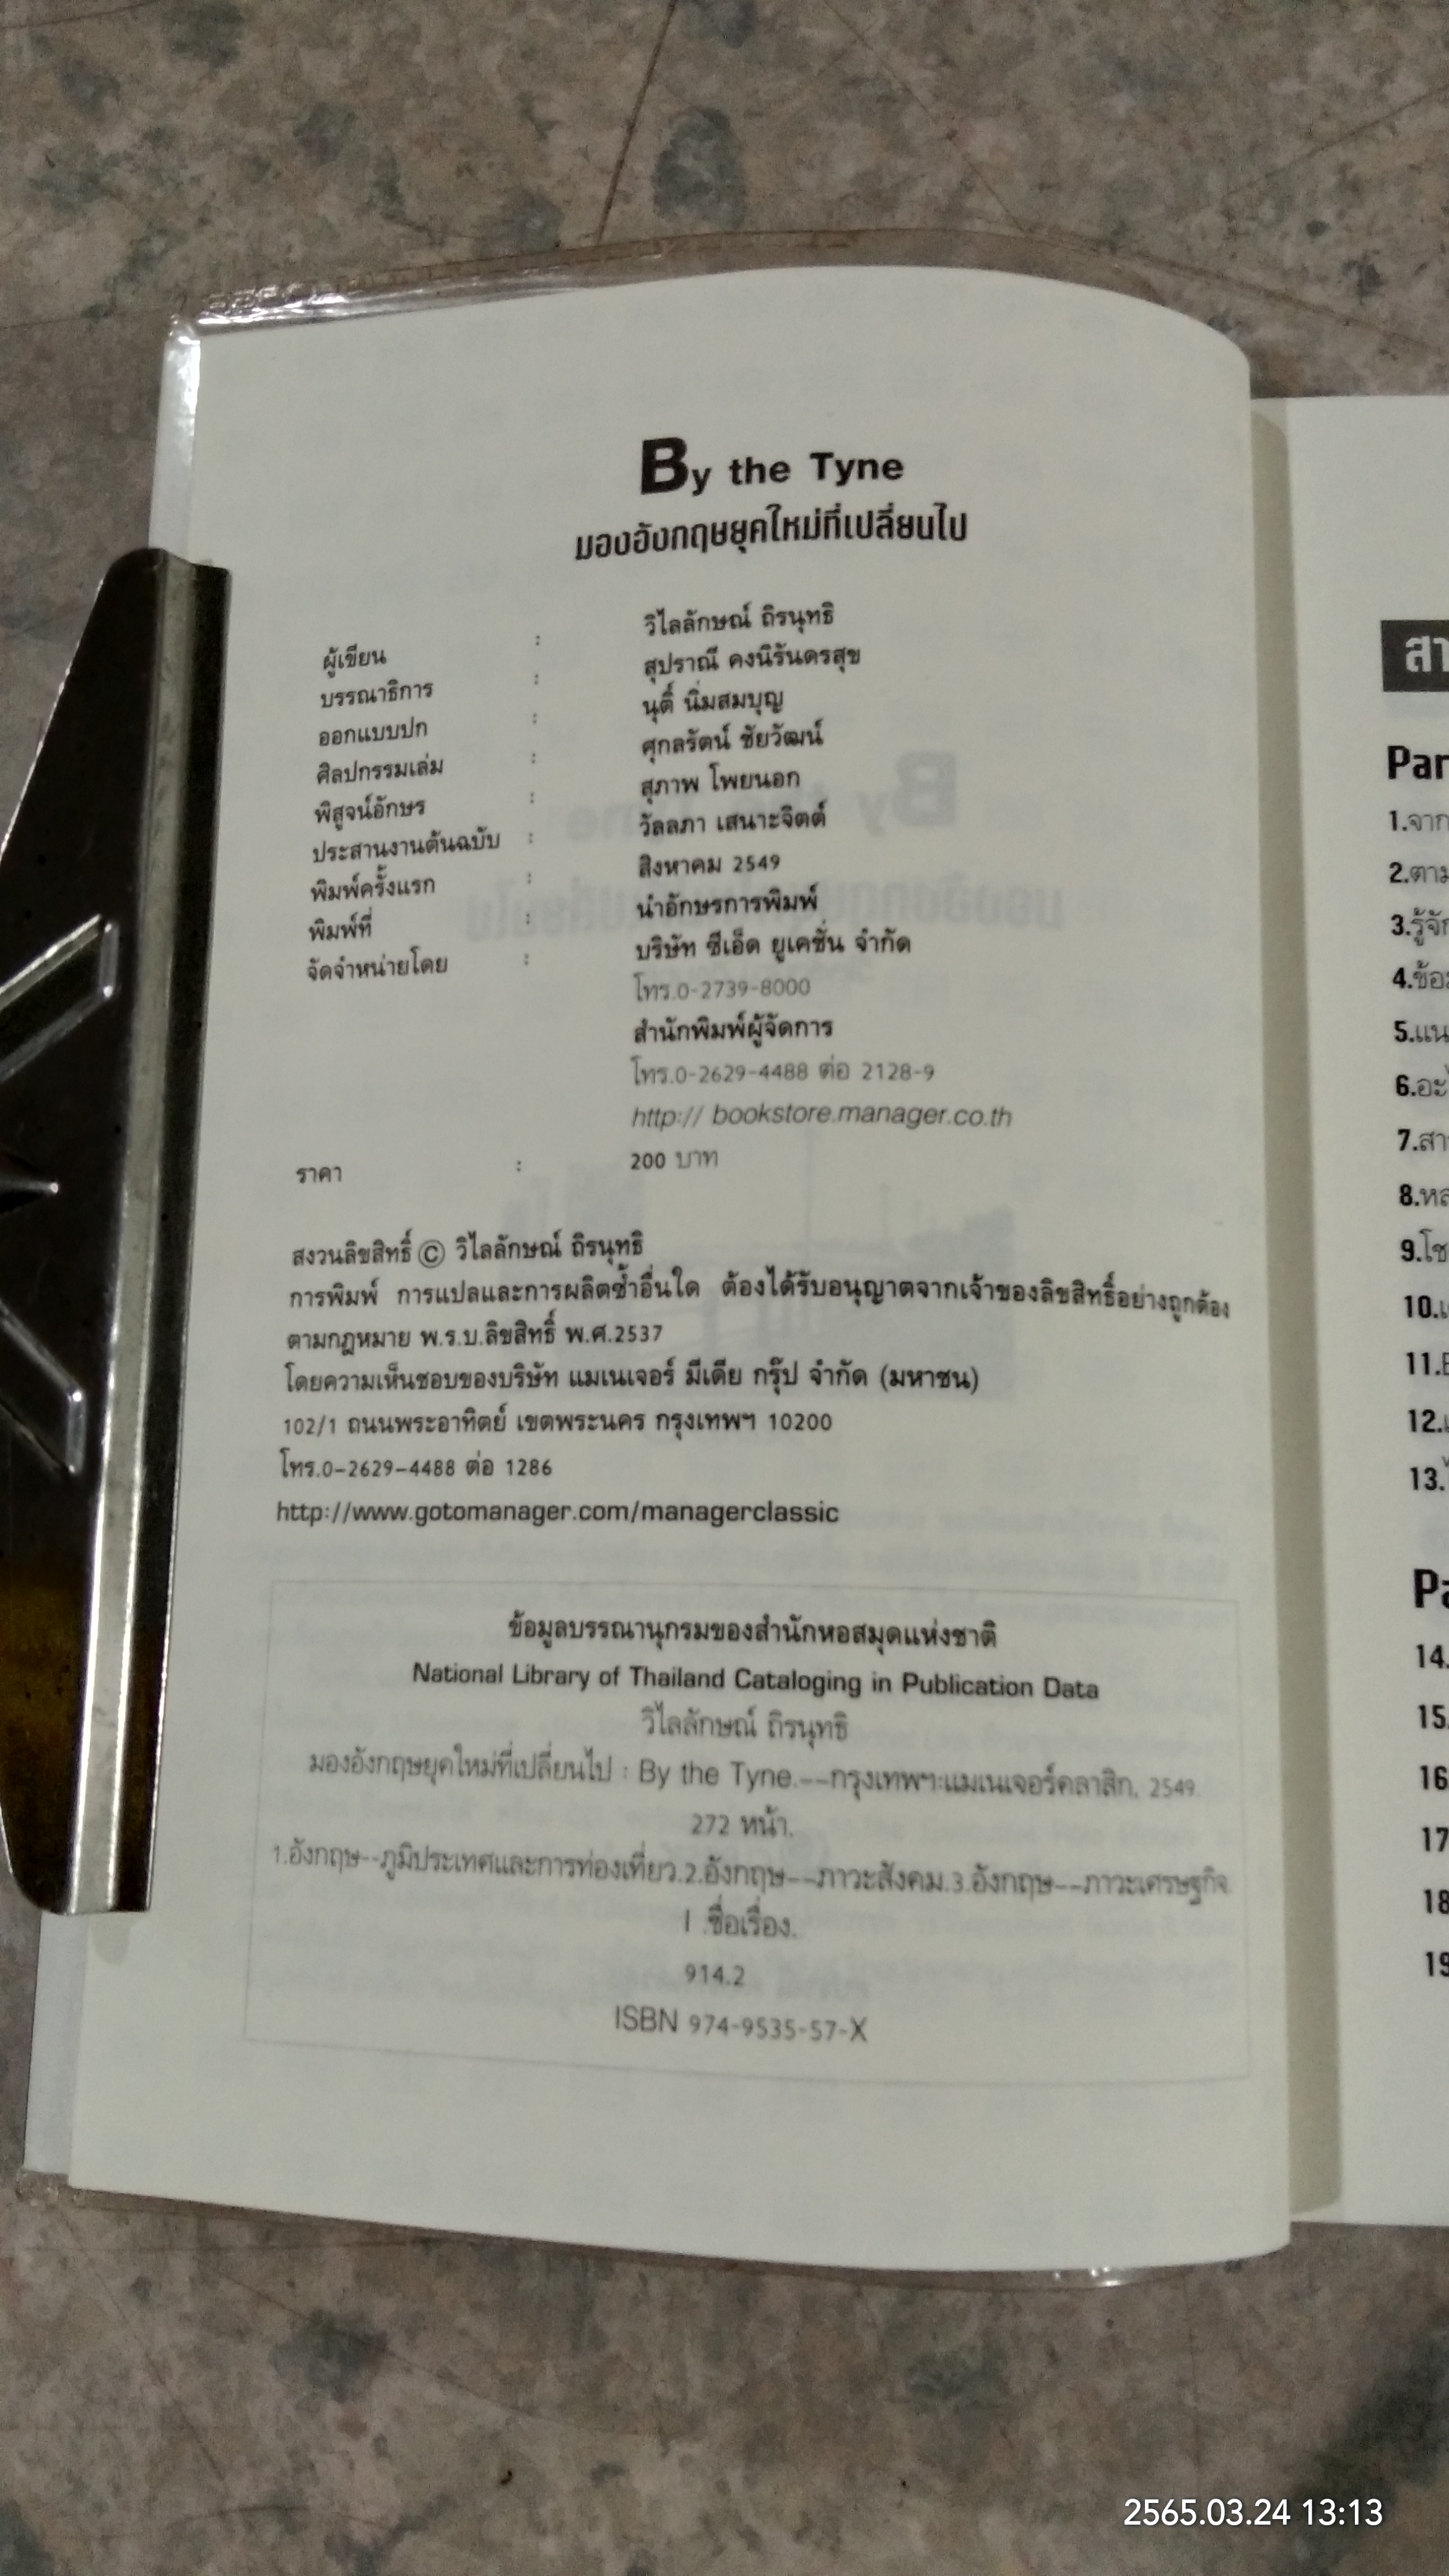 By the Tyne
มองอังกฤษยุคใหม่ที่เปลี่ยนไป
ผู้เขียน : วิไลลักษณ์ ถิรนุทธิ
บรรณาธิการ : สุปราณี คงนิรันดรสุข
ออกแบบปก : นุติ์ นิ่มสมบุญ
ศิลปกรรมเล่ม : ศุกลรัตน์ ชัยวัฒน์
พิสูจน์อักษร : สุภาพ โพยนอก
ประสานงานต้นฉบับ : วัลลภา เสนาะจิตต์
พิมพ์ครั้งแรก : สิงหาคม 2549
พิมพ์ที่ : นำอักษรการพิมพ์
จัดจำหน่ายโดย : บริษัท ซีเอ็ด ยูเคชั่น จำกัด
โทร.0-2739-8000
สำนักพิมพ์ผู้จัดการ
โทร.0-2629-4488 ต่อ 2128-9
http:// bookstore.manager.co.th
ราคา : 200 บาท
สงวนลิขสิทธิ์ © วิไลลักษณ์ ถิรนุทธิ
การพิมพ์ การแปลและการผลิตซ้ำอื่นใด ต้องได้รับอนุญาตจากเจ้าของลิขสิทธิ์อย่างถูกต้อง
ตามกฎหมาย พ.ร.บ.ลิขสิทธิ์ พ.ศ.2537
โดยความเห็นชอบของบริษัท แมเนเจอร์ มีเดีย กรุ๊ป จำกัด (มหาชน)
102/1 ถนนพระอาทิตย์ เขตพระนคร กรุงเทพฯ 10200
โทร.0-2629-4488 ต่อ 1286
http://www.gotomanager.com/managerclassic
ข้อมูลบรรณานุกรมของสำนักหอสมุดแห่งชาติ
National Library of Thailand Cataloging in Publication Data
วิไลลักษณ์ ถิรนุทธิ
มองอังกฤษยุคใหม่ที่เปลี่ยนไป : By the Tyne.--กรุงเทพฯ:แมเนเจอร์คลาสิก, 2549.
272 หน้า.
1.อังกฤษ--ภูมิประเทศและการท่องเที่ยว.2.อังกฤษ--ภาวะสังคม.3.อังกฤษ--ภาวะเศรษฐกิจ.
I .ชื่อเรื่อง.
914.2
ISBN 974-9535-57-X
1.จาก
2.ตาม
3.รู้จัก
10.
11.
12.
13.
14.
15.
16
17
18
19
2565.03.24 13:13